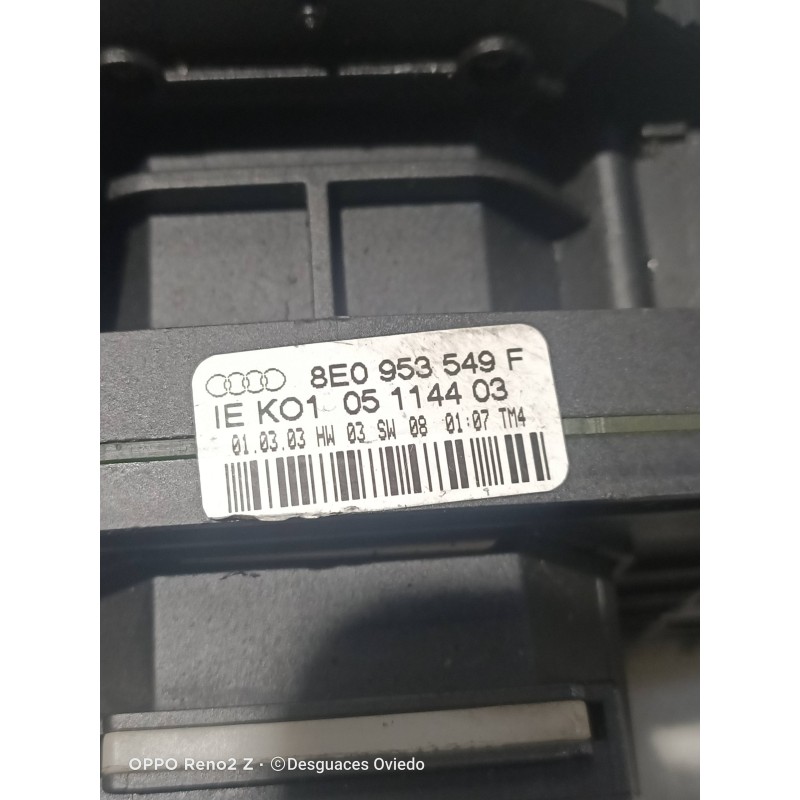 8E0 953 549 F
IE KO1 05 1144 03
01.03.03 HW 03 SW 08 01:07 TM4
OPPO Reno2 Z · ©Desguaces Oviedo